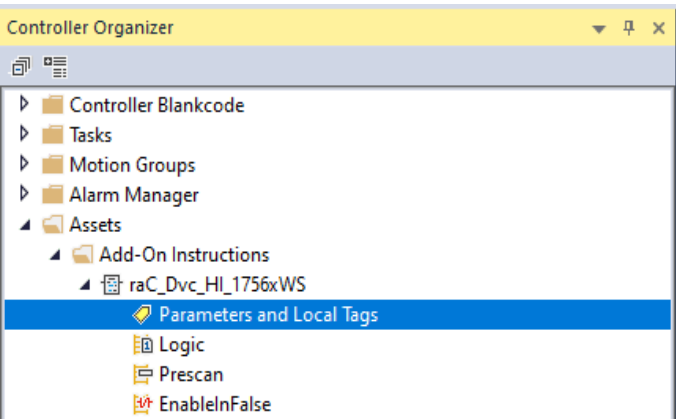 Controller Organizer
Controller Blankcode
Tasks
Motion Groups
Alarm Manager
Assets
Add-On Instructions
raC_Dvc_HI_1756xWS
Parameters and Local Tags
Logic
Prescan
EnableInFalse